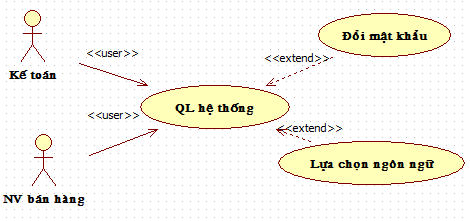 Đổi mật khẩu
<<user>>
<<extend>>
Kế toán
QL hệ thống
<<user>>
<<extend>>
Lựa chọn ngôn ngữ
NV bán hàng